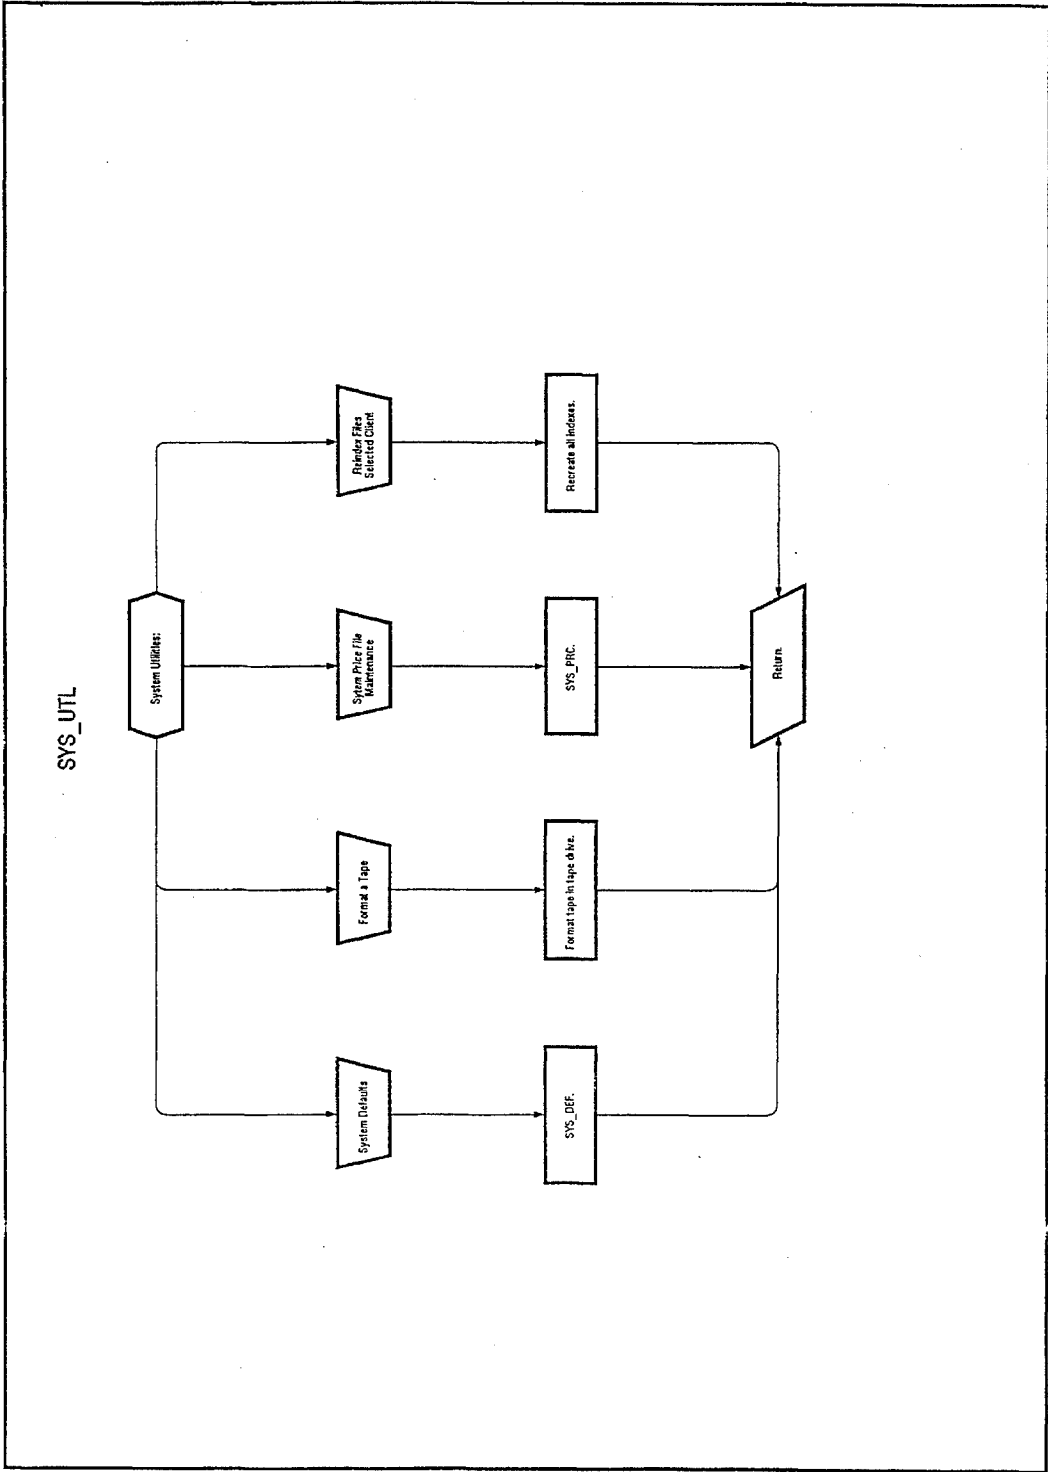 SYS_UTL
System Utilities:
System Defaults
Format a Tape
Sytem Price File
Maintenance
Reindex Files
Selected Client
SYS_DEF.
Format tape in tape drive.
SYS_PRC.
Recreate all indexes.
Return.